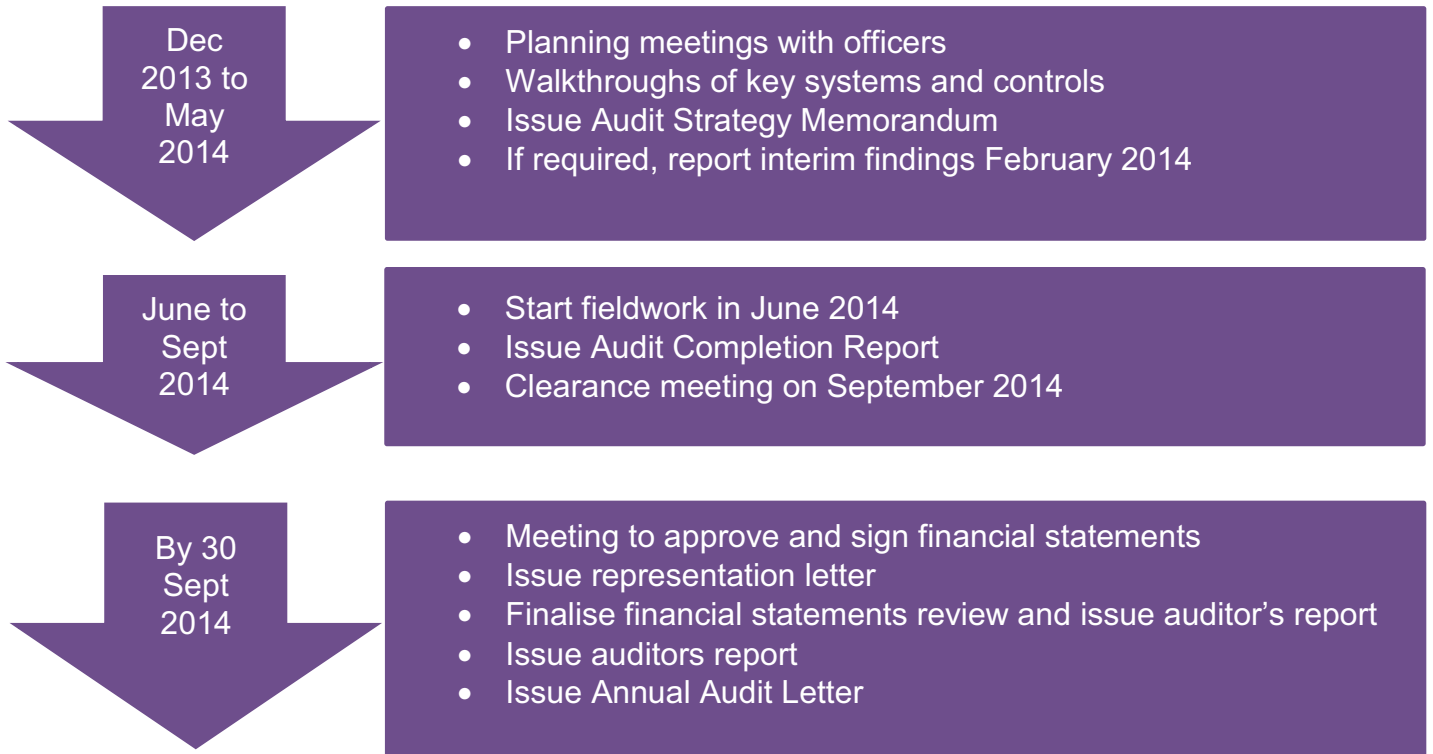 Dec
2013 to
May
2014
• Planning meetings with officers
• Walkthroughs of key systems and controls
• Issue Audit Strategy Memorandum
• If required, report interim findings February 2014
June to
Sept
2014
• Start fieldwork in June 2014
• Issue Audit Completion Report
• Clearance meeting on September 2014
By 30
Sept
2014
• Meeting to approve and sign financial statements
• Issue representation letter
• Finalise financial statements review and issue auditor’s report
• Issue auditors report
• Issue Annual Audit Letter